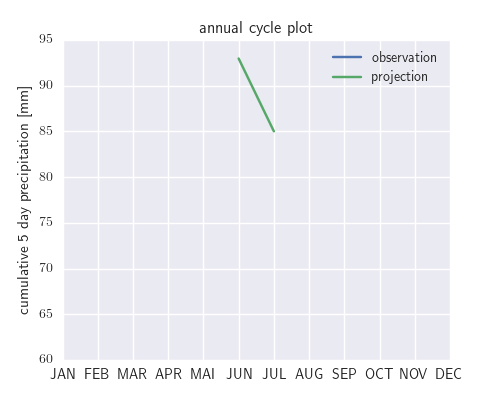 annual cycle plot
95
90
85
80
75
70
65
60
cumulative 5 day precipitation [mm]
observation
projection
JAN FEB MAR APR MAI JUN JUL AUG SEP OCT NOV DEC